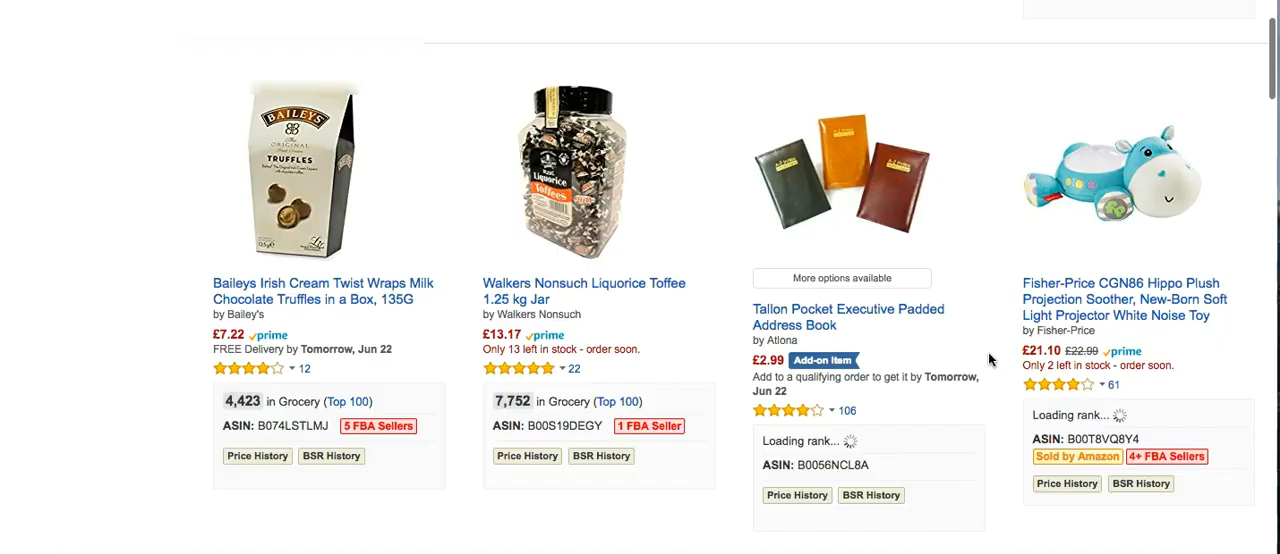 BAILEYS
The
ORIGINAL
TRUFFLES
125g℮
Baileys Irish Cream Twist Wraps Milk
Chocolate Truffles in a Box, 135G
by Bailey's
£7.22 prime
FREE Delivery by Tomorrow, Jun 22
12
4,423 in Grocery (Top 100)
ASIN: B074LSTLMJ 5 FBA Sellers
Price History BSR History
Liquorice
Toffees
Walkers Nonsuch Liquorice Toffee
1.25 kg Jar
by Walkers Nonsuch
£13.17 prime
Only 13 left in stock - order soon.
22
7,752 in Grocery (Top 100)
ASIN: B00S19DEGY 1 FBA Seller
Price History BSR History
More options available
Tallon Pocket Executive Padded
Address Book
by Atlona
£2.99 Add-on Item
Add to a qualifying order to get it by Tomorrow,
Jun 22
106
Loading rank...
ASIN: B0056NCL8A
Price History BSR History
Fisher-Price CGN86 Hippo Plush
Projection Soother, New-Born Soft
Light Projector White Noise Toy
by Fisher-Price
£21.10 £22.99 prime
Only 2 left in stock - order soon.
61
Loading rank...
ASIN: B00T8VQ8Y4
Sold by Amazon 4+ FBA Sellers
Price History BSR History